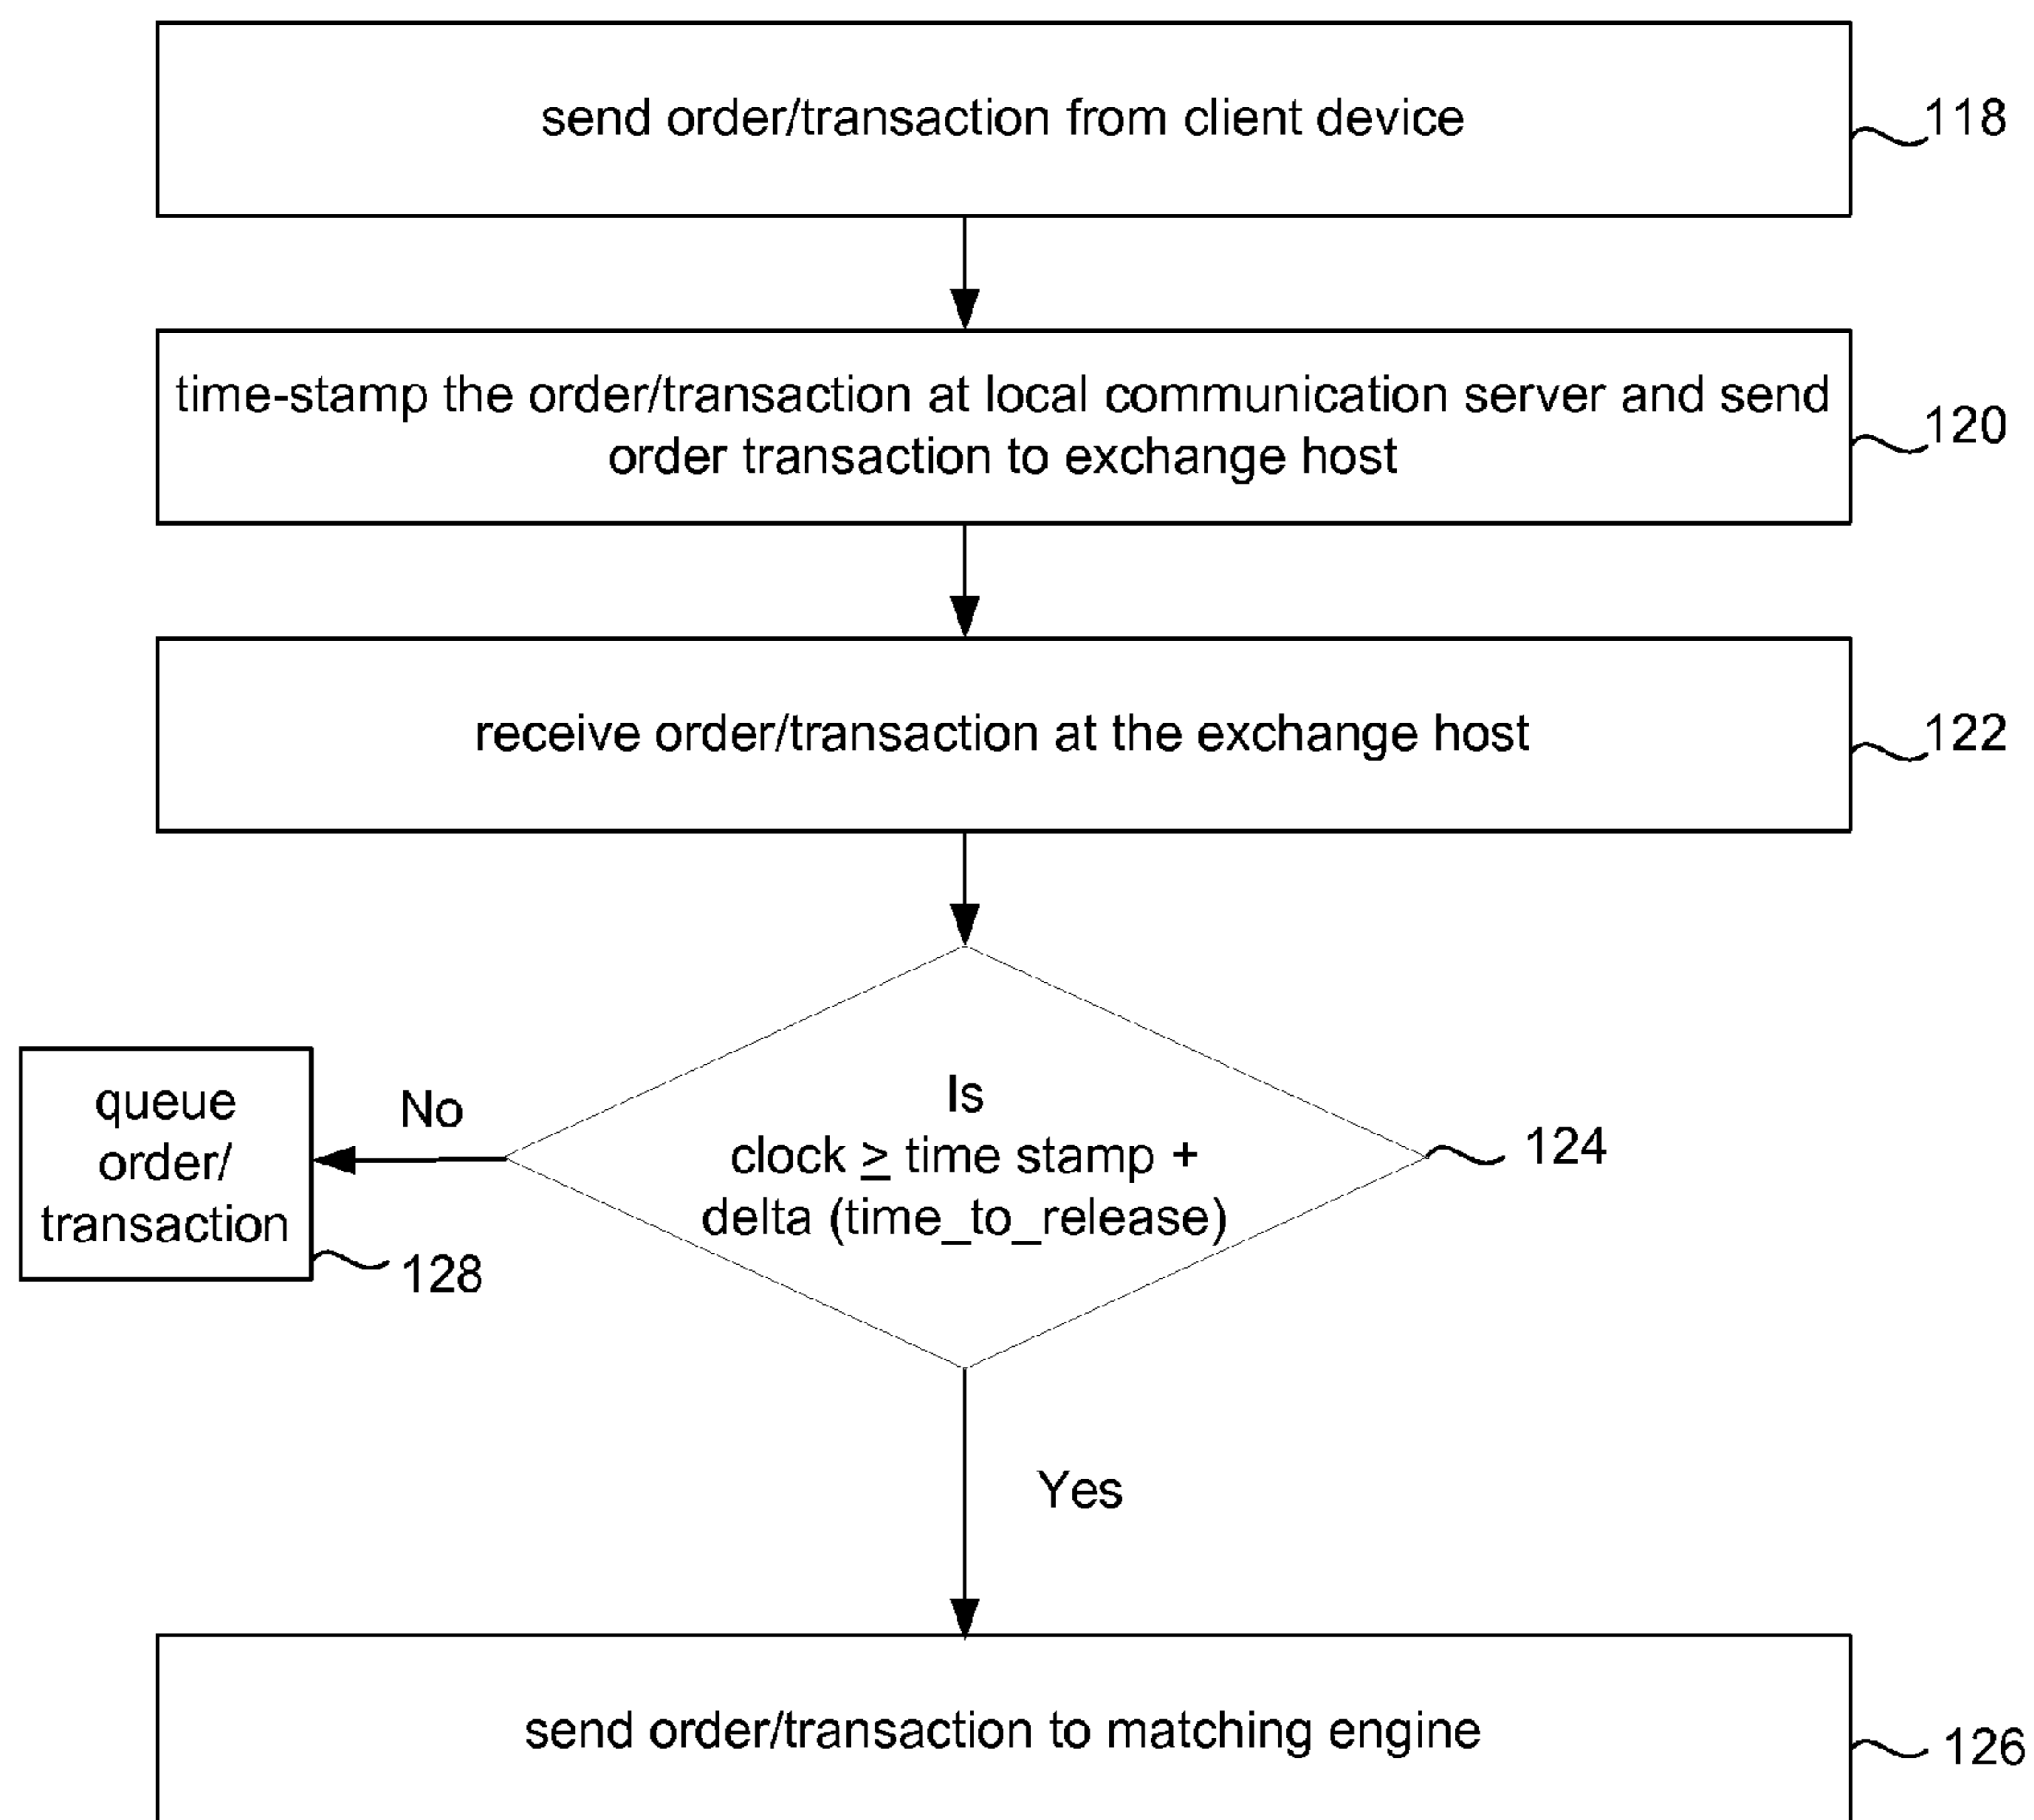 send order/transaction from client device
118
time-stamp the order/transaction at local communication server and send
order transaction to exchange host
120
receive order/transaction at the exchange host
122
Is
clock ≥ time stamp +
delta (time_to_release)
124
No
queue
order/
transaction
128
Yes
send order/transaction to matching engine
126